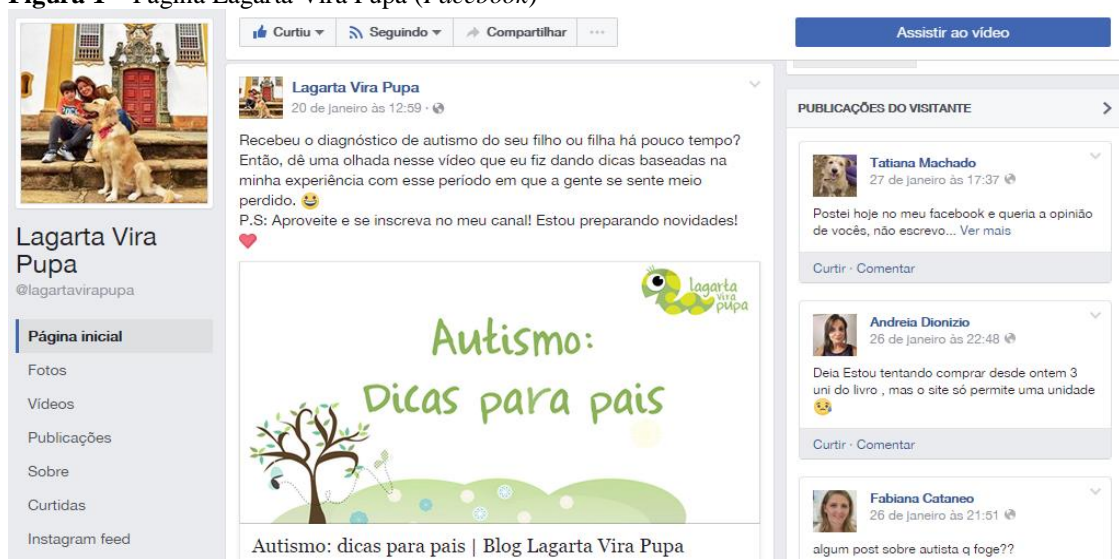 Figura 1 – Página Lagarta Vira Pupa (Facebook)
Curtiu
Seguindo
Compartilhar
Assistir ao vídeo
Lagarta Vira
Pupa
@lagartavirapupa
Página inicial
Fotos
Vídeos
Publicações
Sobre
Curtidas
Instagram feed
Lagarta Vira Pupa
20 de janeiro às 12:59 ·
Recebeu o diagnóstico de autismo do seu filho ou filha há pouco tempo?
Então, dê uma olhada nesse vídeo que eu fiz dando dicas baseadas na
minha experiência com esse período em que a gente se sente meio
perdido. 😀
P.S: Aproveite e se inscreva no meu canal! Estou preparando novidades!
❤
lagarta
vira
pupa
Autismo:
Dicas para pais
Autismo: dicas para pais | Blog Lagarta Vira Pupa
PUBLICAÇÕES DO VISITANTE
Tatiana Machado
27 de janeiro às 17:37
Postei hoje no meu facebook e queria a opinião
de vocês, não escrevo... Ver mais
Curtir · Comentar
Andreia Dionizio
26 de janeiro às 22:48
Deia Estou tentando comprar desde ontem 3
uni do livro , mas o site só permite uma unidade
😥
Curtir · Comentar
Fabiana Cataneo
26 de janeiro às 21:51
algum post sobre autista q foge??